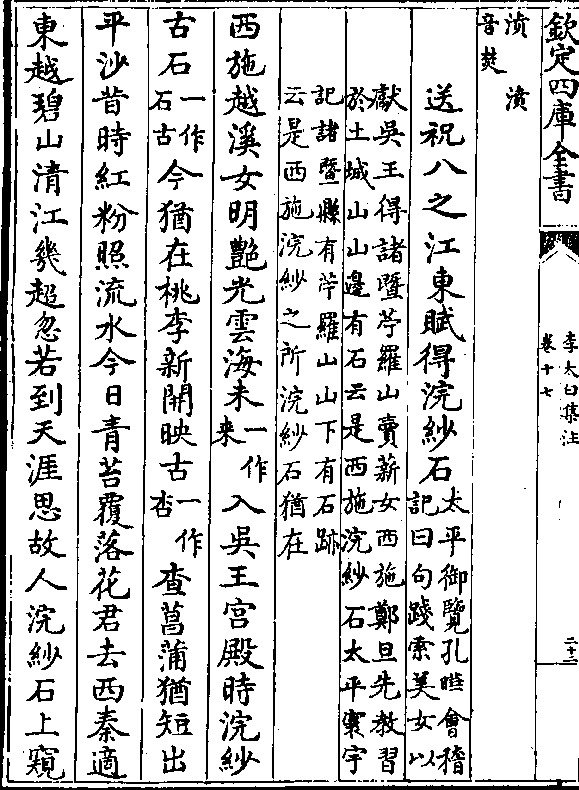 欽定四庫全書
李太白集注
卷十七
二十二
濆濆
音焚
送祝八之江東賦得浣紗石
太平御覽孔曄會稽
記曰句踐索美女以
獻吳王得諸暨苧羅山賣薪女西施鄭旦先教習
於土城山山邊有石云是西施浣紗石太平寰宇
記諸暨縣有苧羅山山下有石跡
云是西施浣紗之所浣紗石猶在
西施越溪女明豔光雲海未一作來入吳王宮殿時浣紗
古石一作石古今猶在桃李新開映古一作杏查菖蒲猶短出
平沙昔時紅粉照流水今日青苔覆落花君去西秦適
東越碧山清江幾超忽若到天涯思故人浣紗石上窺